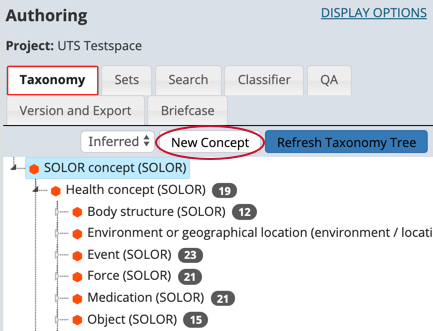 Authoring
DISPLAY OPTIONS
Project: UTS Testspace
Taxonomy Sets Search Classifier QA
Version and Export Briefcase
Inferred New Concept Refresh Taxonomy Tree
SOLOR concept (SOLOR)
Health concept (SOLOR) 19
Body structure (SOLOR) 12
Environment or geographical location (environment / locati
Event (SOLOR) 23
Force (SOLOR) 21
Medication (SOLOR) 21
Object (SOLOR) 15